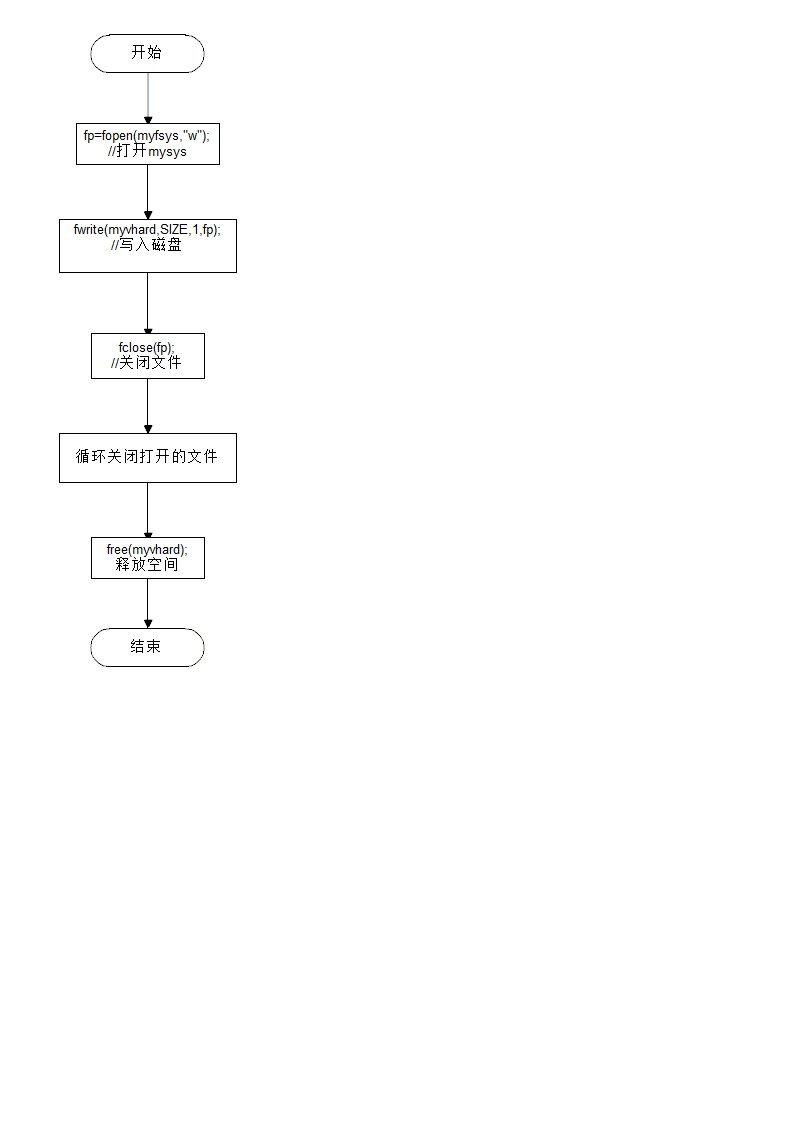 开始
fp=fopen(myfsys,"w");
//打开mysys
fwrite(myvhard,SIZE,1,fp);
//写入磁盘
fclose(fp);
//关闭文件
循环关闭打开的文件
free(myvhard);
释放空间
结束